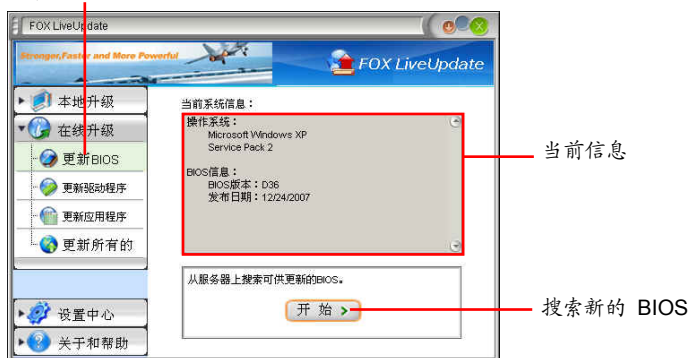 FOX LiveUpdate
Stronger,Faster and More Powerful
FOX LiveUpdate
本地升级
在线升级
更新BIOS
更新驱动程序
更新应用程序
更新所有的
设置中心
关于和帮助
当前系统信息：
操作系统：
Microsoft Windows XP
Service Pack 2
BIOS信息：
BIOS版本：D36
发布日期：12/24/2007
从服务器上搜索可供更新的BIOS。
开 始
当前信息
搜索新的 BIOS